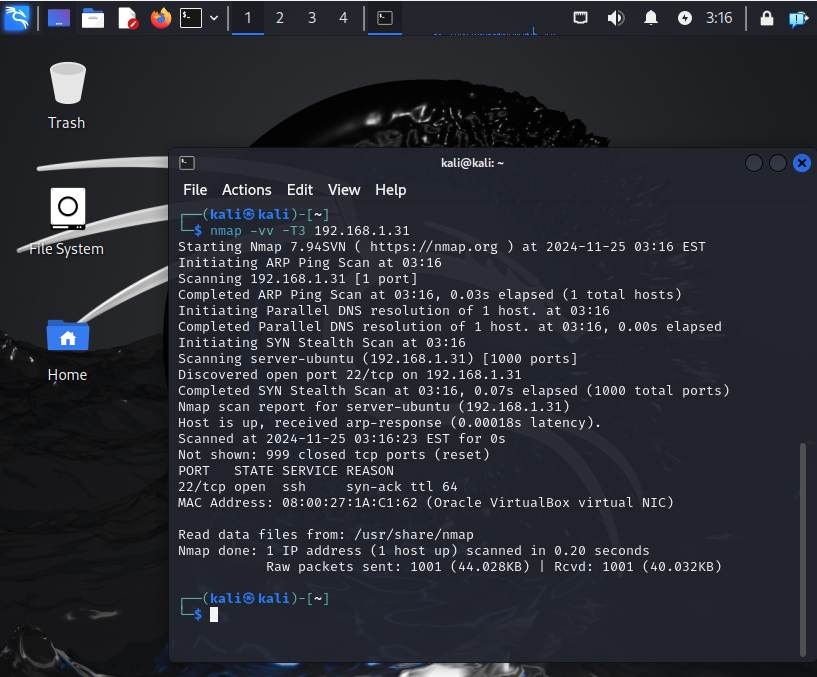 1 2 3 4 3:16
Trash
File System
Home
kali@kali: ~
File Actions Edit View Help
┌──(kali㉿kali)-[~]
└─$ nmap -vv -T3 192.168.1.31
Starting Nmap 7.94SVN ( https://nmap.org ) at 2024-11-25 03:16 EST
Initiating ARP Ping Scan at 03:16
Scanning 192.168.1.31 [1 port]
Completed ARP Ping Scan at 03:16, 0.03s elapsed (1 total hosts)
Initiating Parallel DNS resolution of 1 host. at 03:16
Completed Parallel DNS resolution of 1 host. at 03:16, 0.00s elapsed
Initiating SYN Stealth Scan at 03:16
Scanning server-ubuntu (192.168.1.31) [1000 ports]
Discovered open port 22/tcp on 192.168.1.31
Completed SYN Stealth Scan at 03:16, 0.07s elapsed (1000 total ports)
Nmap scan report for server-ubuntu (192.168.1.31)
Host is up, received arp-response (0.00018s latency).
Scanned at 2024-11-25 03:16:23 EST for 0s
Not shown: 999 closed tcp ports (reset)
PORT   STATE SERVICE REASON
22/tcp open  ssh     syn-ack ttl 64
MAC Address: 08:00:27:1A:C1:62 (Oracle VirtualBox virtual NIC)
Read data files from: /usr/share/nmap
Nmap done: 1 IP address (1 host up) scanned in 0.20 seconds
Raw packets sent: 1001 (44.028KB) | Rcvd: 1001 (40.032KB)
┌──(kali㉿kali)-[~]
└─$